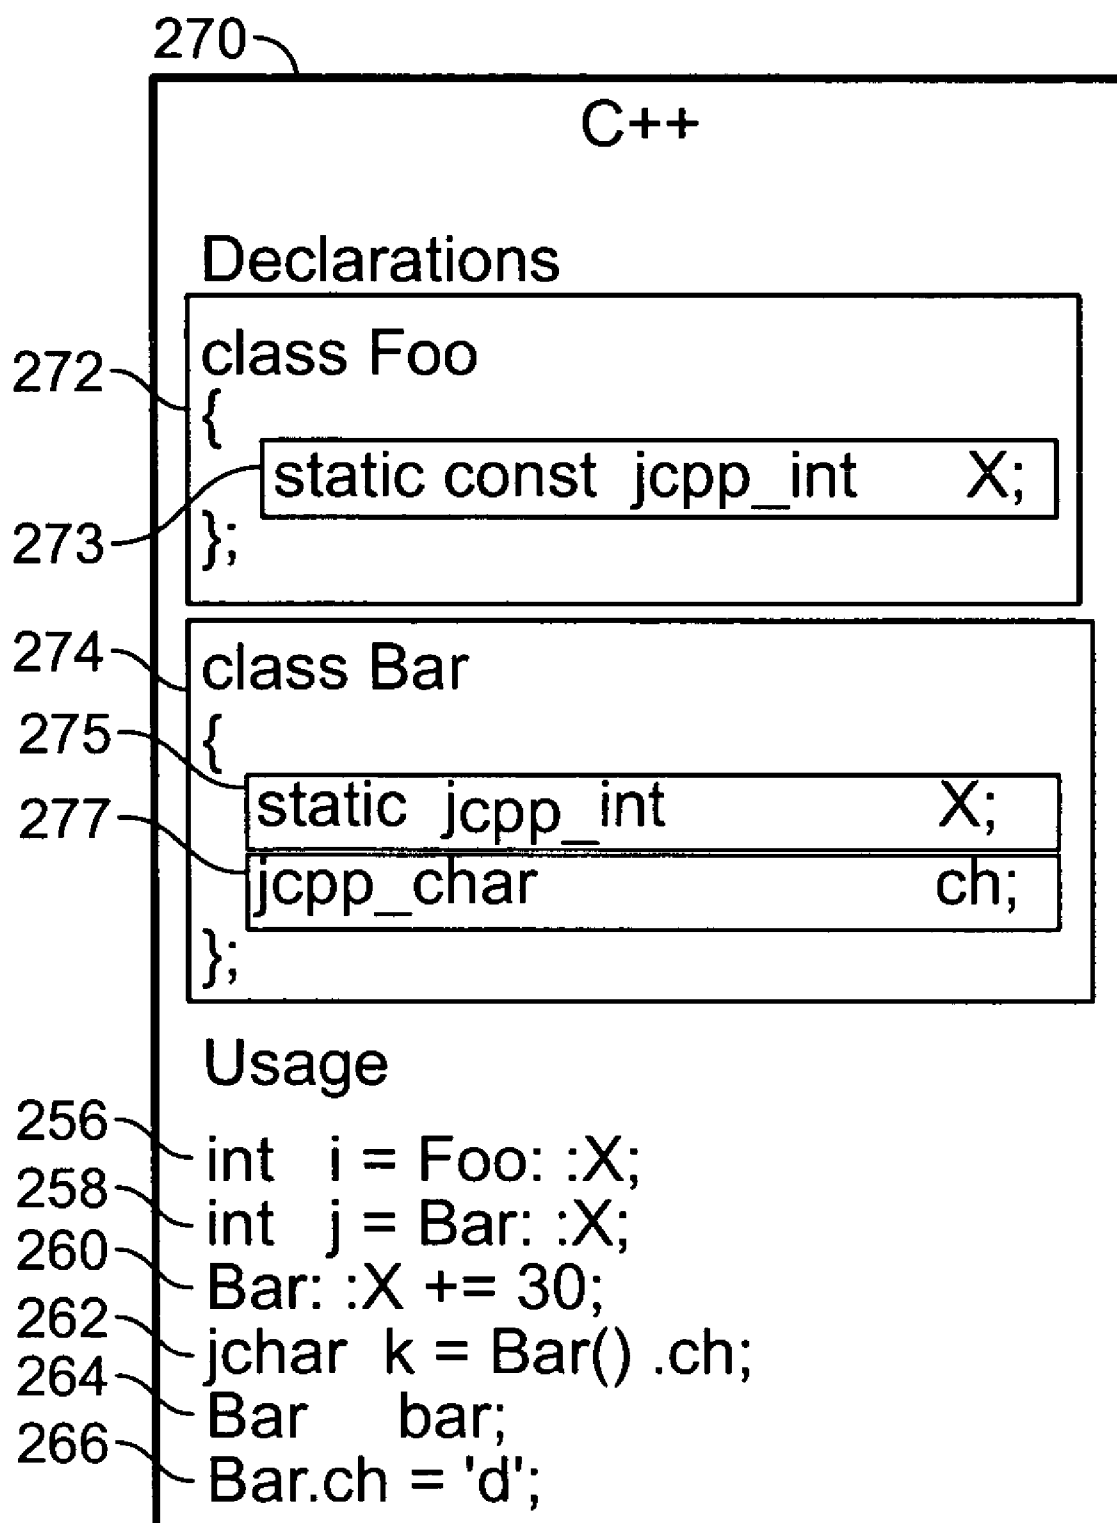 270
C++
Declarations
272 class Foo
{
273 static const jcpp_int X;
};
274 class Bar
275 {
static jcpp_int X;
277 jcpp_char ch;
};
Usage
256 int i = Foo: :X;
258 int j = Bar: :X;
260 Bar: :X += 30;
262 jchar k = Bar() .ch;
264 Bar bar;
266 Bar.ch = 'd';